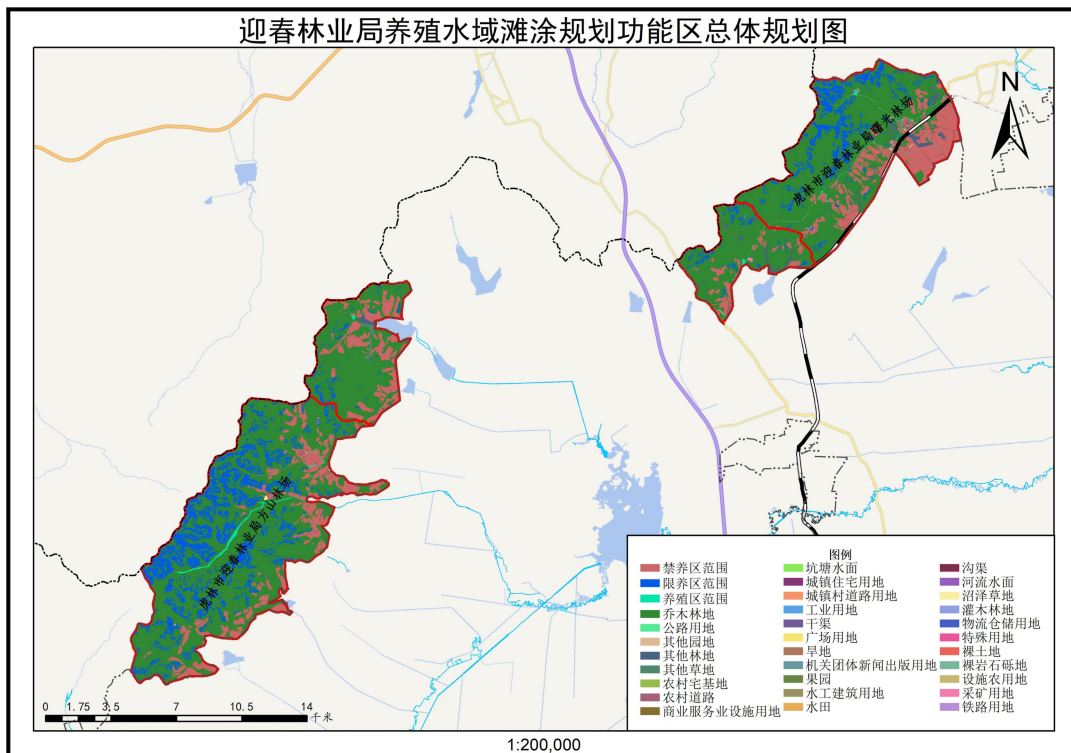 迎春林业局养殖水域滩涂规划功能区总体规划图
N
虎林市迎春林业局曙光林场
虎林市迎春林业局方山林场
图例
禁养区范围
限养区范围
养殖区范围
乔木林地
公路用地
其他园地
其他林地
其他草地
农村宅基地
农村道路
商业服务业设施用地
坑塘水面
城镇住宅用地
城镇村道路用地
工业用地
干渠
广场用地
旱地
机关团体新闻出版用地
果园
水工建筑用地
水田
沟渠
河流水面
沼泽草地
灌木林地
物流仓储用地
特殊用地
裸土地
裸岩石砾地
设施农用地
采矿用地
铁路用地
0 1.75 3.5 7 10.5 14
千米
1:200,000